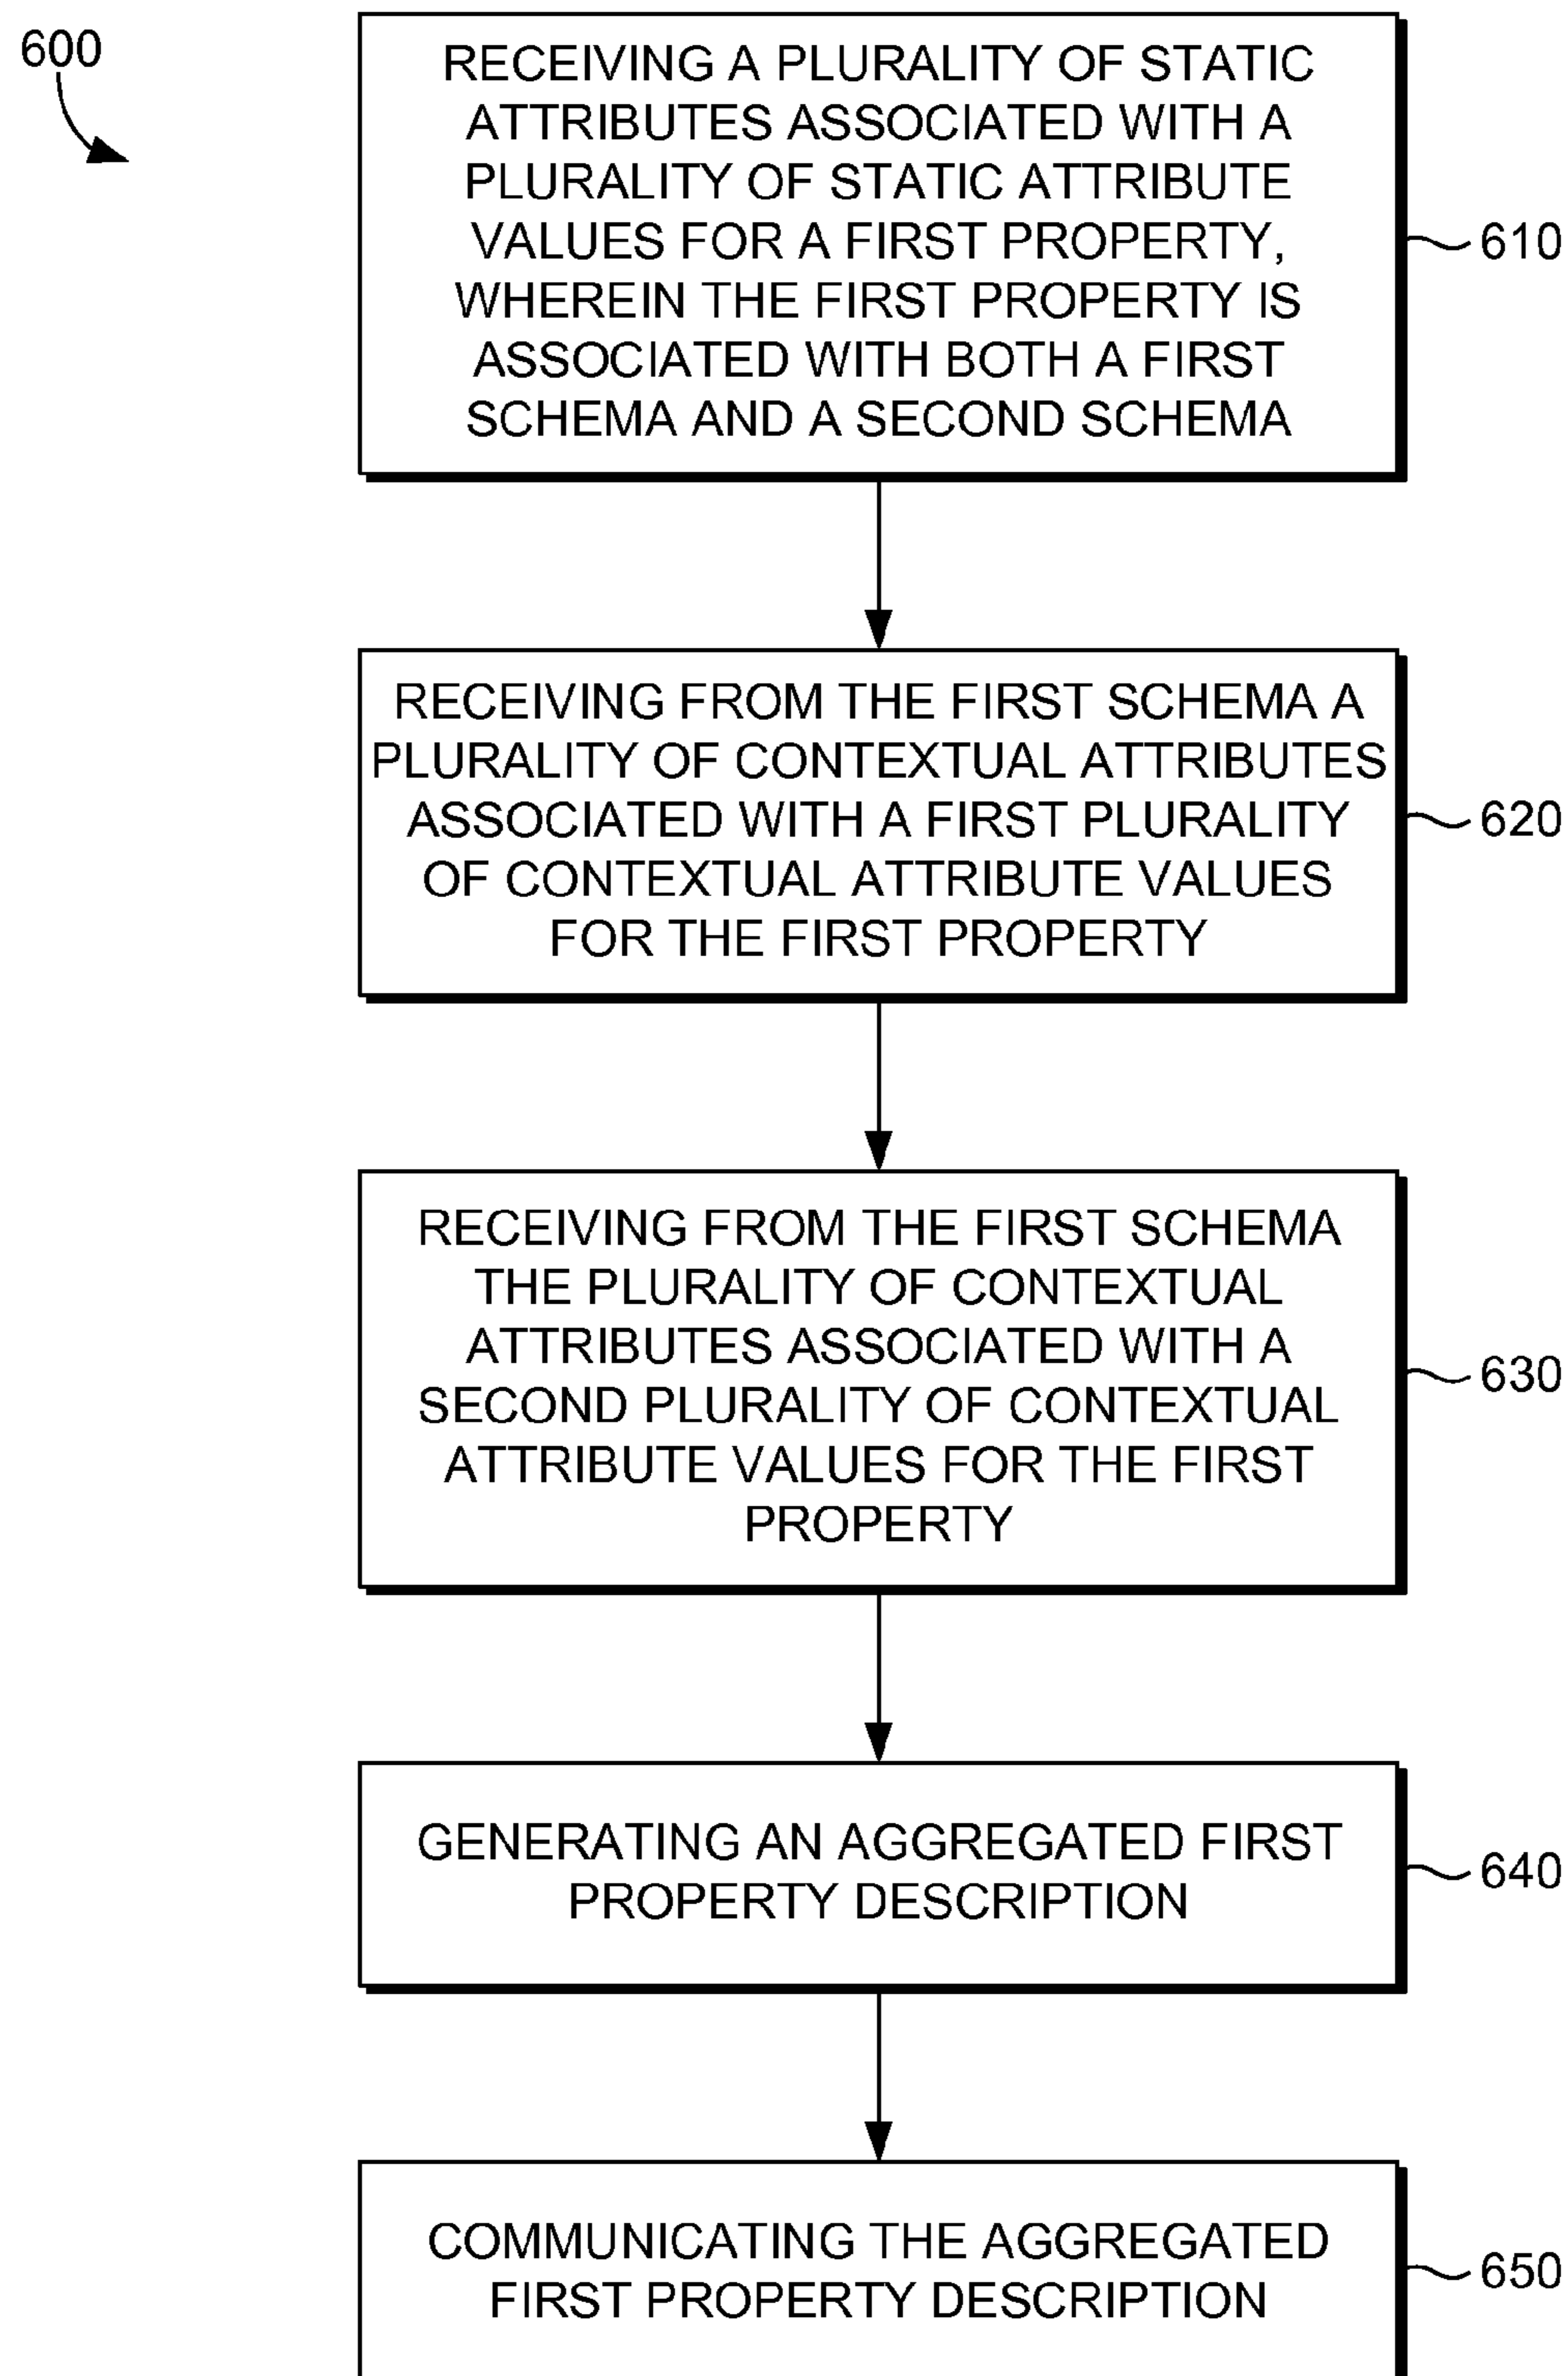 600
RECEIVING A PLURALITY OF STATIC
ATTRIBUTES ASSOCIATED WITH A
PLURALITY OF STATIC ATTRIBUTE
VALUES FOR A FIRST PROPERTY,
WHEREIN THE FIRST PROPERTY IS
ASSOCIATED WITH BOTH A FIRST
SCHEMA AND A SECOND SCHEMA
610
RECEIVING FROM THE FIRST SCHEMA A
PLURALITY OF CONTEXTUAL ATTRIBUTES
ASSOCIATED WITH A FIRST PLURALITY
OF CONTEXTUAL ATTRIBUTE VALUES
FOR THE FIRST PROPERTY
620
RECEIVING FROM THE FIRST SCHEMA
THE PLURALITY OF CONTEXTUAL
ATTRIBUTES ASSOCIATED WITH A
SECOND PLURALITY OF CONTEXTUAL
ATTRIBUTE VALUES FOR THE FIRST
PROPERTY
630
GENERATING AN AGGREGATED FIRST
PROPERTY DESCRIPTION
640
COMMUNICATING THE AGGREGATED
FIRST PROPERTY DESCRIPTION
650